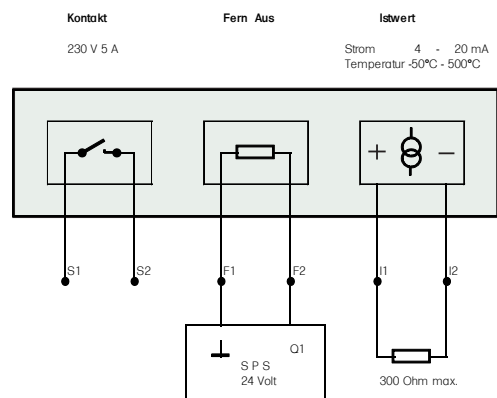 Kontakt
Fern Aus
Istwert
230 V 5 A
Strom 4 - 20 mA
Temperatur -50°C - 500°C
+
−
S1
S2
F1
F2
I1
I2
Q1
S P S
24 Volt
300 Ohm max.